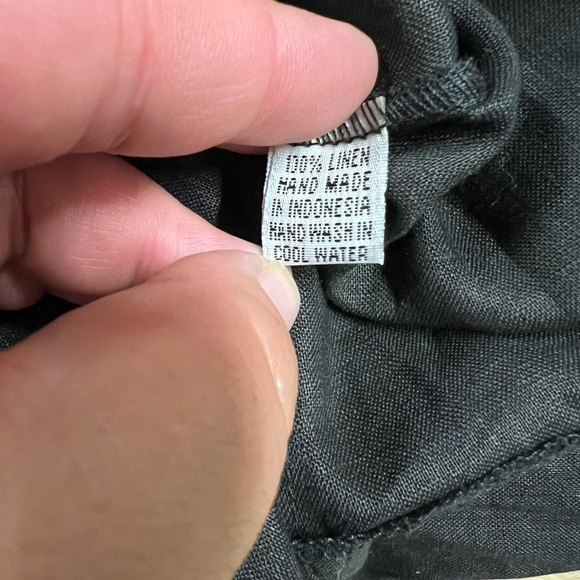 100% LINEN
HAND MADE
IN INDONESIA
HAND WASH IN
COOL WATER